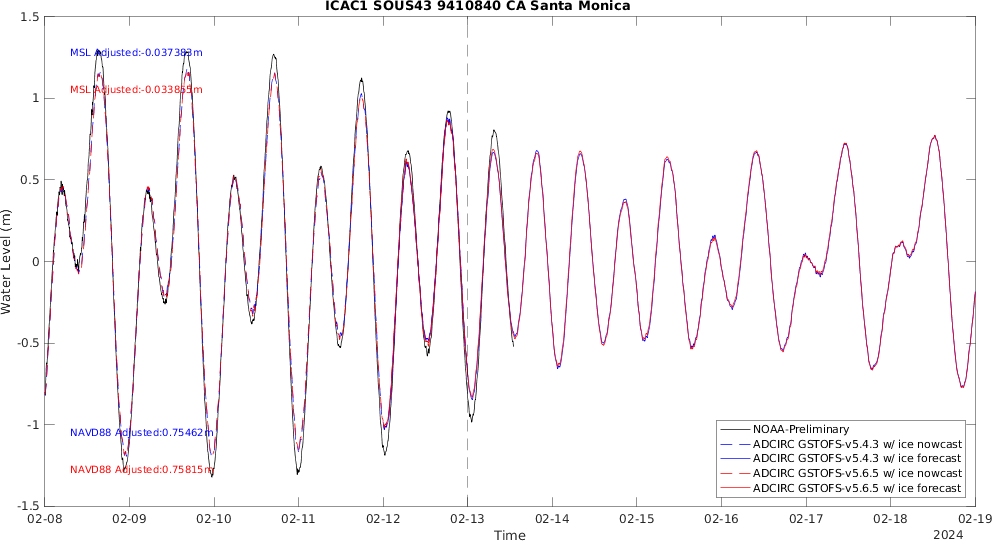 ICAC1 SOUS43 9410840 CA Santa Monica
1.5
1
0.5
0
-0.5
-1
-1.5
Water Level (m)
MSL Adjusted:-0.037383m
MSL Adjusted:-0.033855m
NAVD88 Adjusted:0.75462m
NAVD88 Adjusted:0.75815m
NOAA-Preliminary
ADCIRC GSTOFS-v5.4.3 w/ ice nowcast
ADCIRC GSTOFS-v5.4.3 w/ ice forecast
ADCIRC GSTOFS-v5.6.5 w/ ice nowcast
ADCIRC GSTOFS-v5.6.5 w/ ice forecast
02-08 02-09 02-10 02-11 02-12 02-13 02-14 02-15 02-16 02-17 02-18 02-19
Time
2024